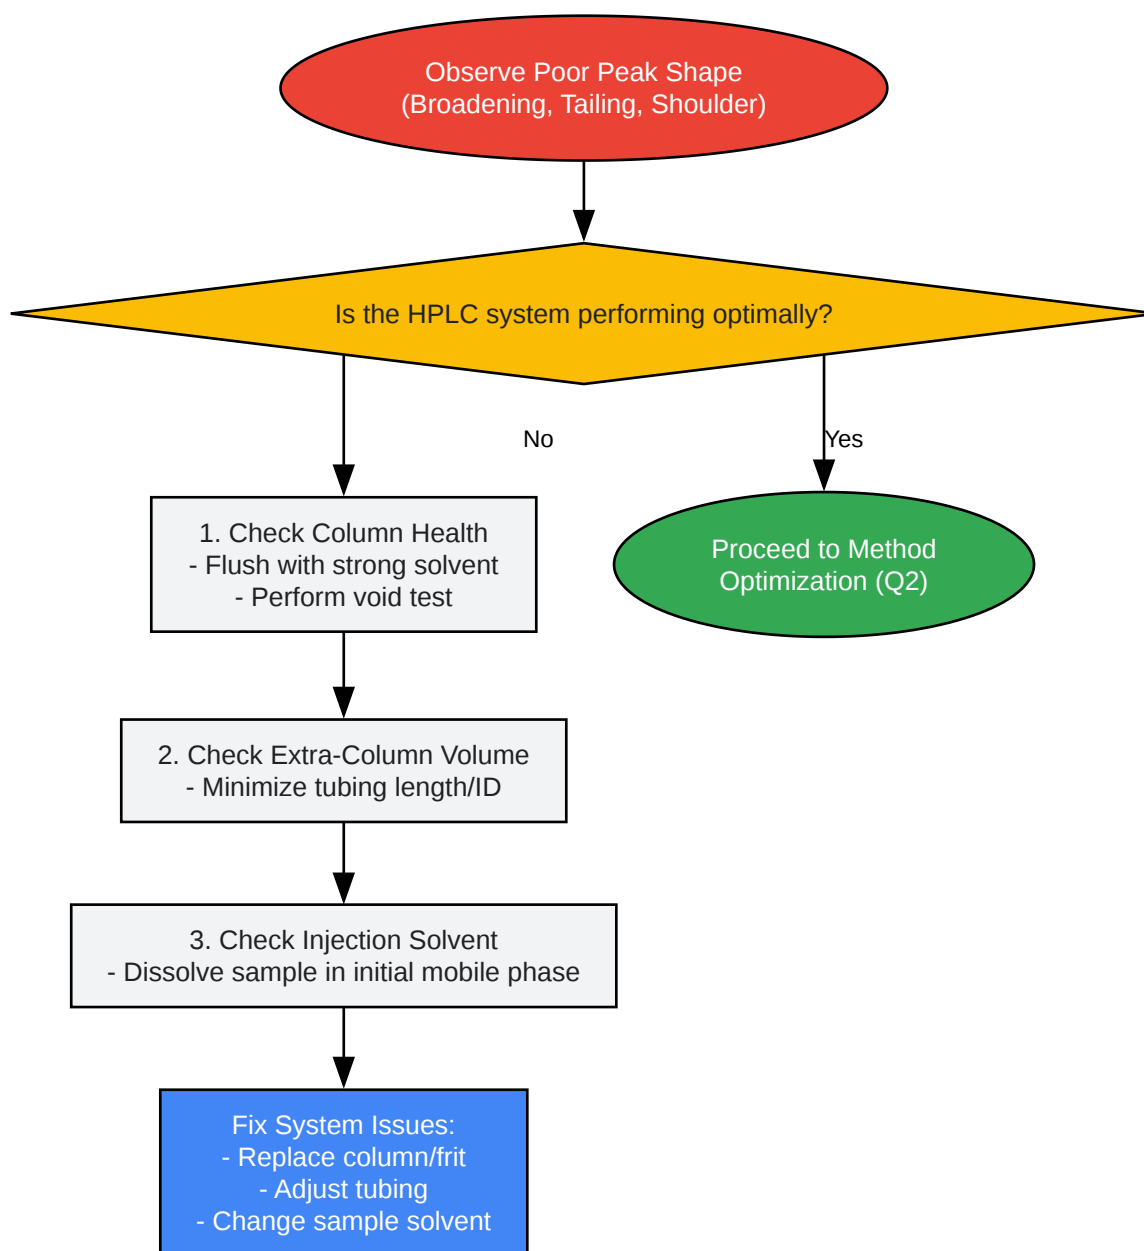 Observe Poor Peak Shape
(Broadening, Tailing, Shoulder)
Is the HPLC system performing optimally?
No
Yes
1. Check Column Health
- Flush with strong solvent
- Perform void test
Proceed to Method
Optimization (Q2)
2. Check Extra-Column Volume
- Minimize tubing length/ID
3. Check Injection Solvent
- Dissolve sample in initial mobile phase
Fix System Issues:
- Replace column/frit
- Adjust tubing
- Change sample solvent